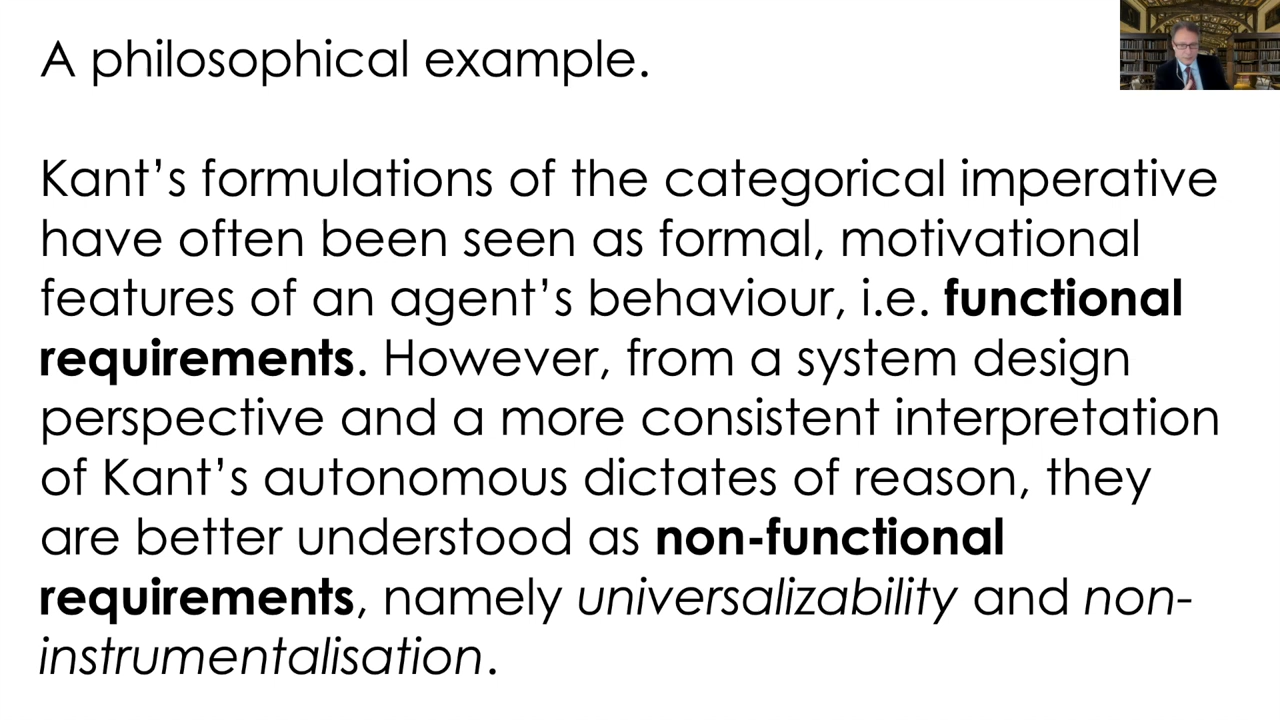 A philosophical example.
Kant’s formulations of the categorical imperative
have often been seen as formal, motivational
features of an agent’s behaviour, i.e. functional
requirements. However, from a system design
perspective and a more consistent interpretation
of Kant’s autonomous dictates of reason, they
are better understood as non-functional
requirements, namely universalizability and non-
instrumentalisation.